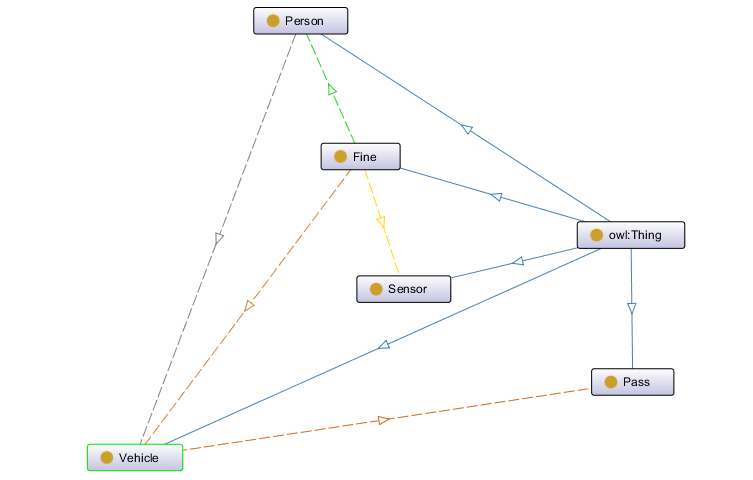 Person
Fine
owl:Thing
Sensor
Pass
Vehicle